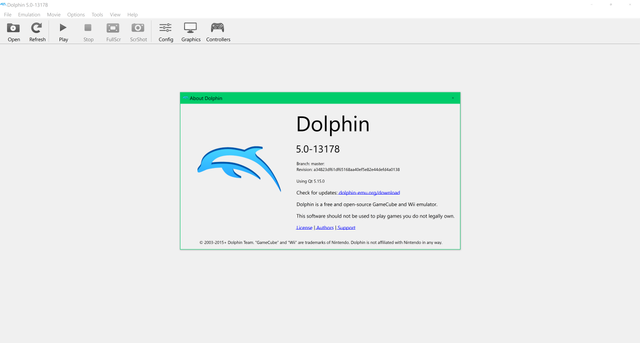 Dolphin 5.0-13178
File Emulation Movie Options Tools View Help
Open Refresh Play Stop FullScr ScrShot Config Graphics Controllers
About Dolphin
Dolphin
5.0-13178
Branch: master
Revision:
Using Qt 5.15.0
Check for updates: dolphin-emu.org/download
Dolphin is a free and open-source GameCube and Wii emulator.
This software should not be used to play games you do not legally own.
License | Authors | Support
© 2003-2015+ Dolphin Team. "GameCube" and "Wii" are trademarks of Nintendo. Dolphin is not affiliated with Nintendo in any way.